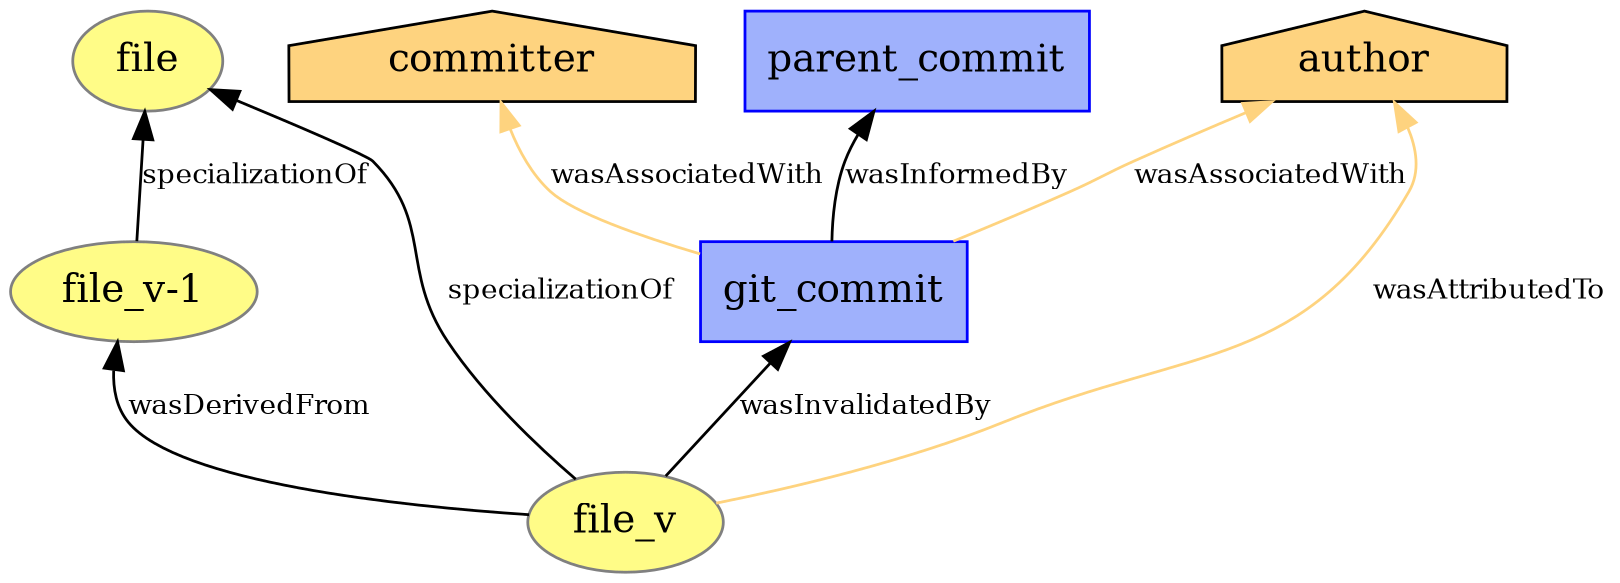 file
committer
parent_commit
author
specializationOf
wasAssociatedWith
wasInformedBy
wasAssociatedWith
file_v-1
specializationOf
git_commit
wasAttributedTo
wasDerivedFrom
wasInvalidatedBy
file_v